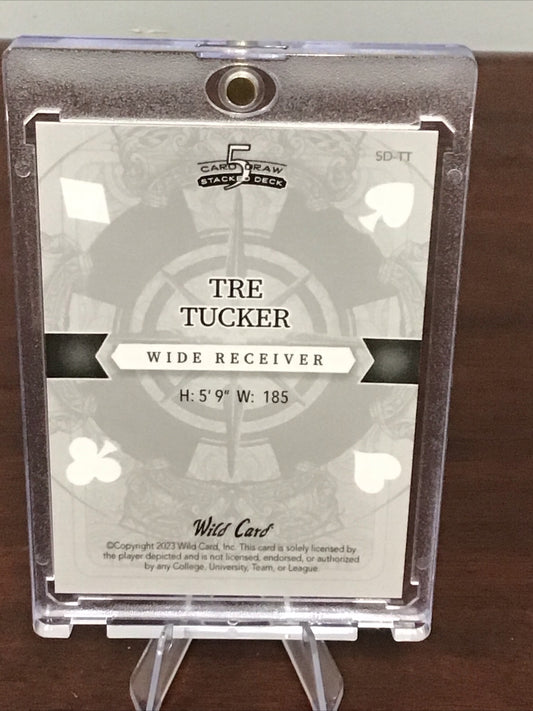 5
CARD DRAW
STACKED DECK
SD-TT
TRE
TUCKER
WIDE RECEIVER
H: 5' 9" W: 185
Wild Card
©Copyright 2023 Wild Card, Inc. This card is solely licensed by
the player depicted and is not licensed, endorsed, or authorized
by any College, University, Team, or League.